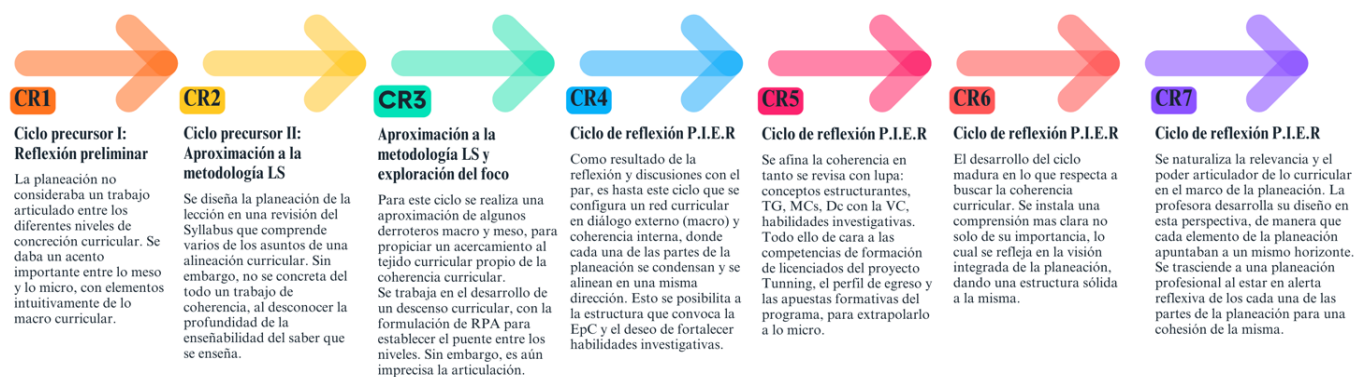 CR1
Ciclo precursor I:
Reflexión preliminar
La planeación no
consideraba un trabajo
articulado entre los
diferentes niveles de
concreción curricular. Se
daba un acento
importante entre lo meso
y lo micro, con elementos
intuitivamente de lo
macro curricular.
CR2
Ciclo precursor II:
Aproximación a la
metodología LS
Se diseña la planeación de la
lección en una revisión del
Syllabus que comprende
varios de los asuntos de una
alineación curricular. Sin
embargo, no se concreta del
todo un trabajo de
coherencia, al desconocer la
profundidad de la
enseñabilidad del saber que
se enseña.
CR3
Aproximación a la
metodología LS y
exploración del foco
Para este ciclo se realiza una
aproximación de algunos
derroteros macro y meso, para
propiciar un acercamiento al
tejido curricular propio de la
coherencia curricular.
Se trabaja en el desarrollo de
un descenso curricular, con la
formulación de RPA para
establecer el puente entre los
niveles. Sin embargo, es aún
imprecisa la articulación.
CR4
Ciclo de reflexión P.I.E.R
Como resultado de la
reflexión y discusiones con el
par, es hasta este ciclo que se
configura un red curricular
en diálogo externo (macro) y
coherencia interna, donde
cada una de las partes de la
planeación se condensan y se
alinean en una misma
dirección. Esto se posibilita a
la estructura que convoca la
EpC y el deseo de fortalecer
habilidades investigativas.
CR5
Ciclo de reflexión P.I.E.R
Se afina la coherencia en
tanto se revisa con lupa:
conceptos estructurantes,
TG, MCs, Dc con la VC,
habilidades investigativas.
Todo ello de cara a las
competencias de formación
de licenciados del proyecto
Tunning, el perfil de egreso y
las apuestas formativas del
programa, para extrapolarlo
a lo micro.
CR6
Ciclo de reflexión P.I.E.R
El desarrollo del ciclo
madura en lo que respecta a
buscar la coherencia
curricular. Se instala una
comprensión mas clara no
solo de su importancia, lo
cual se refleja en la visión
integrada de la planeación,
dando una estructura sólida
a la misma.
CR7
Ciclo de reflexión P.I.E.R
Se naturaliza la relevancia y el
poder articulador de lo curricular
en el marco de la planeación. La
profesora desarrolla su diseño en
esta perspectiva, de manera que
cada elemento de la planeación
apuntaban a un mismo horizonte.
Se trasciende a una planeación
profesional al estar en alerta
reflexiva de los cada una de las
partes de la planeación para una
cohesión de la misma.